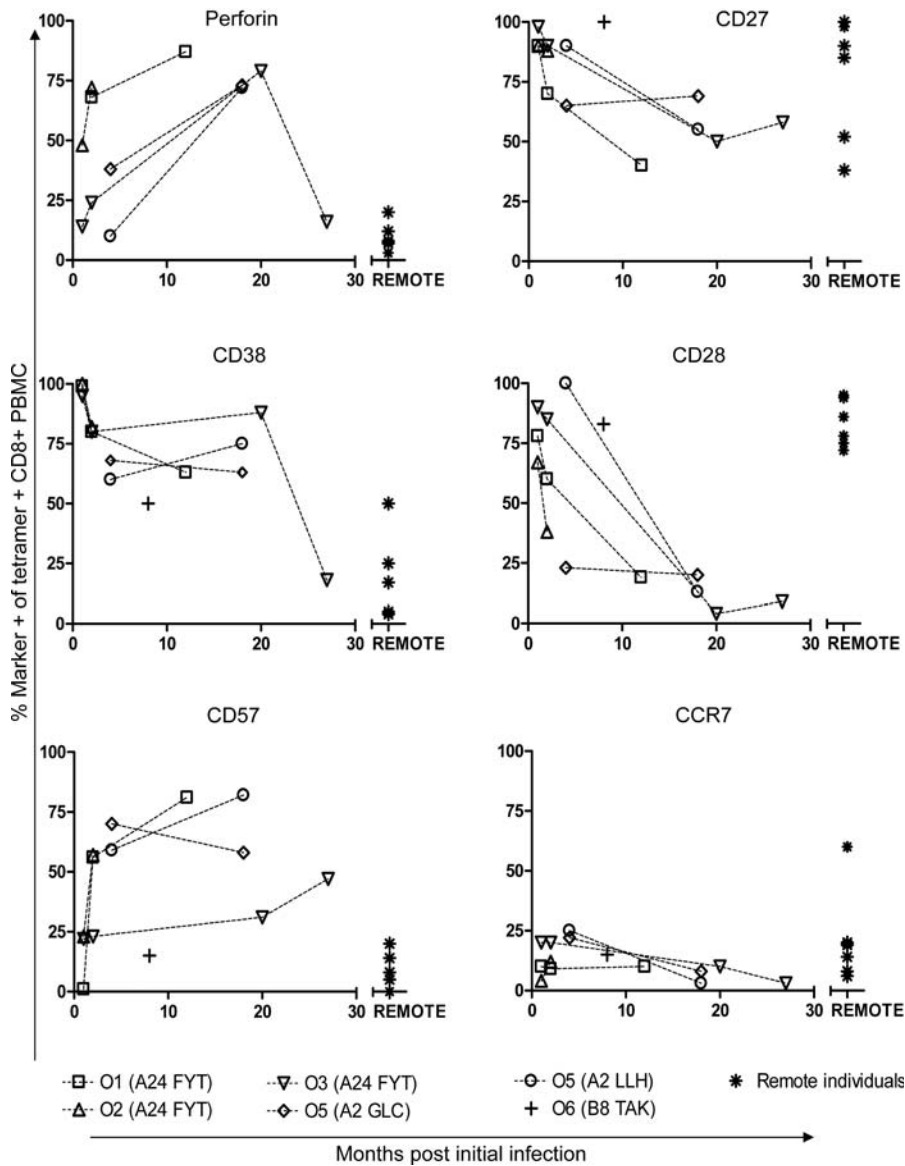 Perforin
100
75
50
25
0
0 10 20 30 REMOTE
CD27
100
75
50
25
0
0 10 20 30 REMOTE
% Marker + of tetramer + CD8+ PBMC
CD38
100
75
50
25
0
0 10 20 30 REMOTE
CD28
100
75
50
25
0
0 10 20 30 REMOTE
CD57
100
75
50
25
0
0 10 20 30 REMOTE
CCR7
100
75
50
25
0
0 10 20 30 REMOTE
O1 (A24 FYT) O3 (A24 FYT) O5 (A2 LLH) Remote individuals
O2 (A24 FYT) O5 (A2 GLC) O6 (B8 TAK)
Months post initial infection